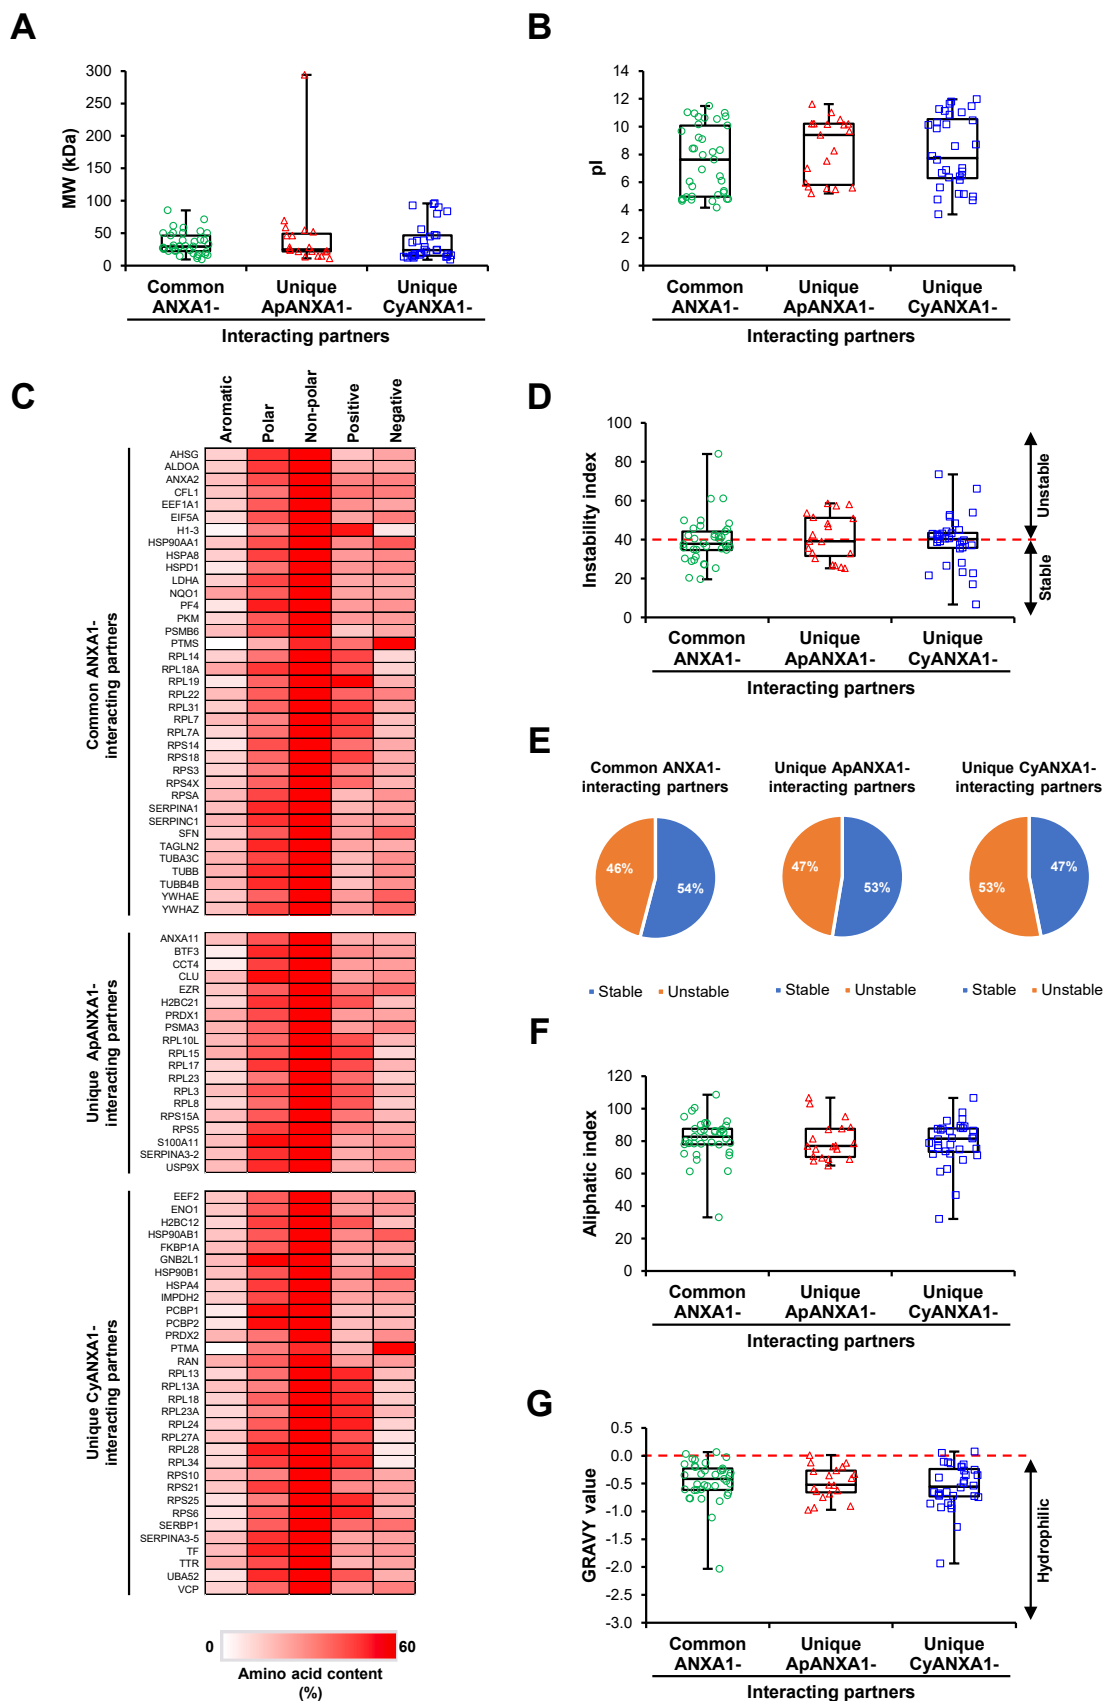 A
MW (kDa)
300
250
200
150
100
50
0
Common
ANXA1-
Unique
ApANXA1-
Unique
CyANXA1-
Interacting partners
B
pI
14
12
10
8
6
4
2
0
Common
ANXA1-
Unique
ApANXA1-
Unique
CyANXA1-
Interacting partners
C
Aromatic
Polar
Non-polar
Positive
Negative
Common ANXA1-
interacting partners
AHSG
ALDOA
ANXA2
CFL1
EEF1A1
EIF5A
H1-3
HSP90AA1
HSPA8
HSPD1
LDHA
NQO1
PF4
PKM
PSMB6
PTMS
RPL14
RPL18A
RPL19
RPL22
RPL31
RPL7
RPL7A
RPS14
RPS18
RPS3
RPS4X
RPSA
SERPINA1
SERPINC1
SFN
TAGLN2
TUBA3C
TUBB
TUBB4B
YWHAE
YWHAZ
Unique ApANXA1-
interacting partners
ANXA11
BTF3
CCT4
CLU
EZR
H2BC21
PRDX1
PSMA3
RPL10L
RPL15
RPL17
RPL23
RPL3
RPL8
RPS15A
RPS5
S100A11
SERPINA3-2
USP9X
Unique CyANXA1-
interacting partners
EEF2
ENO1
H2BC12
HSP90AB1
FKBP1A
GNB2L1
HSP90B1
HSPA4
IMPDH2
PCBP1
PCBP2
PRDX2
PTMA
RAN
RPL13
RPL13A
RPL18
RPL23A
RPL24
RPL27A
RPL28
RPL34
RPS10
RPS21
RPS25
RPS6
SERBP1
SERPINA3-5
TF
TTR
UBA52
VCP
0
60
Amino acid content
(%)
D
Instability index
100
80
60
40
20
0
Unstable
Stable
Common
ANXA1-
Unique
ApANXA1-
Unique
CyANXA1-
Interacting partners
E
Common ANXA1-
interacting partners
Unique ApANXA1-
interacting partners
Unique CyANXA1-
interacting partners
46%
54%
47%
53%
53%
47%
Stable Unstable
Stable Unstable
Stable Unstable
F
Aliphatic index
120
100
80
60
40
20
0
Common
ANXA1-
Unique
ApANXA1-
Unique
CyANXA1-
Interacting partners
G
GRAVY value
0.5
0.0
-0.5
-1.0
-1.5
-2.0
-2.5
-3.0
Hydrophilic
Common
ANXA1-
Unique
ApANXA1-
Unique
CyANXA1-
Interacting partners